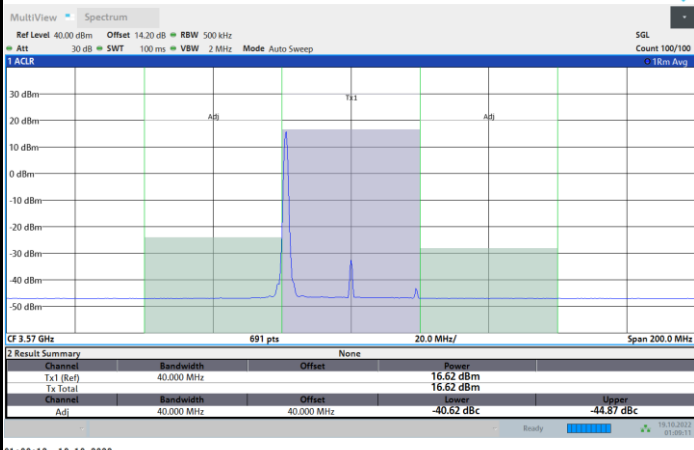 MultiView Spectrum
Ref Level 40.00 dBm Offset 14.20 dB RBW 500 kHz SGL
Att 30 dB SWT 100 ms VBW 2 MHz Mode Auto Sweep Count 100/100
1 ACLR 1Rm Avg
30 dBm
Tx1
20 dBm Adj Adj
10 dBm
0 dBm
-10 dBm
-20 dBm
-30 dBm
-40 dBm
-50 dBm
CF 3.57 GHz 691 pts 20.0 MHz/ Span 200.0 MHz
2 Result Summary None
Channel Bandwidth Offset Power
Tx1 (Ref) 40.000 MHz 16.62 dBm
Tx Total 16.62 dBm
Channel Bandwidth Offset Lower Upper
Adj 40.000 MHz 40.000 MHz -40.62 dBc -44.87 dBc
Ready 19.10.2022
01:09:11